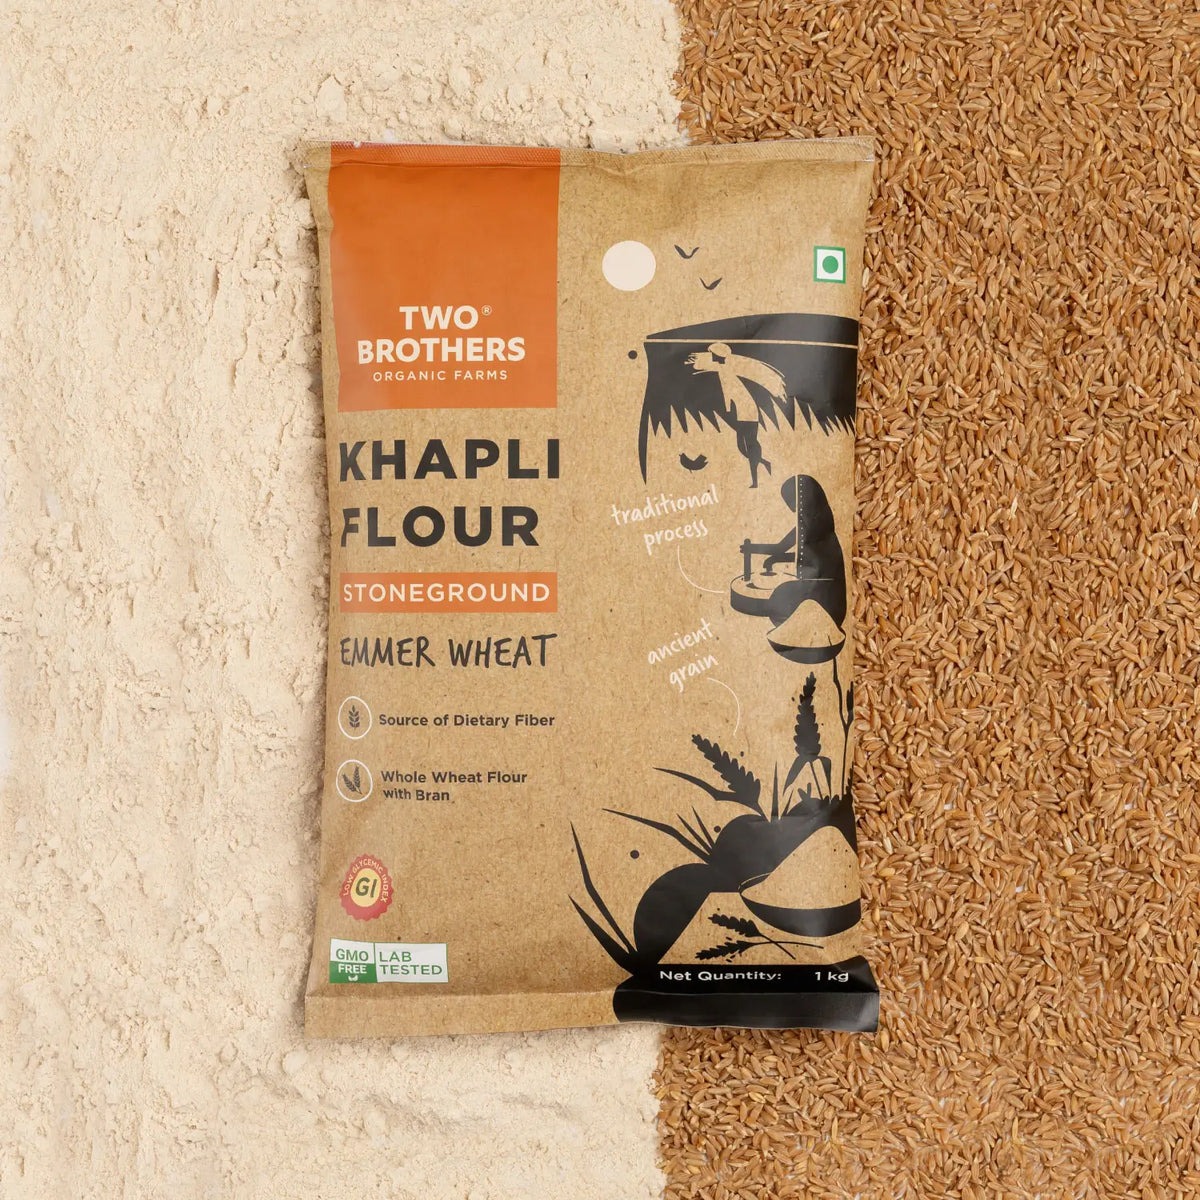 TWO®
BROTHERS
ORGANIC FARMS
KHAPLI
FLOUR
STONEGROUND
EMMER WHEAT
Source of Dietary Fiber
Whole Wheat Flour
with Bran
LOW GLYCEMIC INDEX
GI
GMO
FREE
LAB
TESTED
traditional
process
ancient
grain
Net Quantity: 1 kg